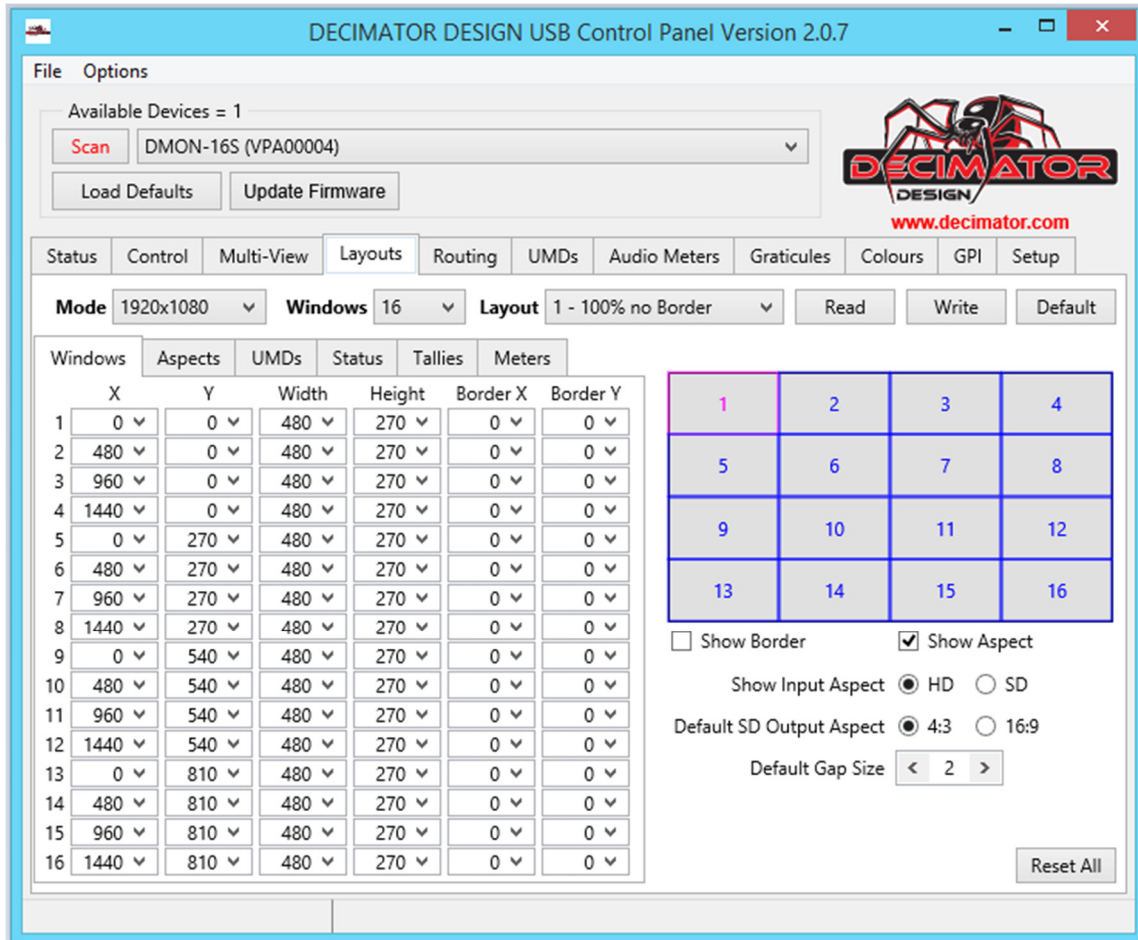 DECIMATOR DESIGN USB Control Panel Version 2.0.7
File Options
Available Devices = 1
Scan DMON-16S (VPA00004)
Load Defaults Update Firmware
DECIMATOR
DESIGN
www.decimator.com
Status Control Multi-View Layouts Routing UMDs Audio Meters Graticules Colours GPI Setup
Mode 1920x1080 Windows 16 Layout 1 - 100% no Border Read Write Default
Windows Aspects UMDs Status Tallies Meters
X Y Width Height Border X Border Y
1 0 0 480 270 0 0
2 480 0 480 270 0 0
3 960 0 480 270 0 0
4 1440 0 480 270 0 0
5 0 270 480 270 0 0
6 480 270 480 270 0 0
7 960 270 480 270 0 0
8 1440 270 480 270 0 0
9 0 540 480 270 0 0
10 480 540 480 270 0 0
11 960 540 480 270 0 0
12 1440 540 480 270 0 0
13 0 810 480 270 0 0
14 480 810 480 270 0 0
15 960 810 480 270 0 0
16 1440 810 480 270 0 0
1 2 3 4
5 6 7 8
9 10 11 12
13 14 15 16
Show Border Show Aspect
Show Input Aspect HD SD
Default SD Output Aspect 4:3 16:9
Default Gap Size < 2 >
Reset All